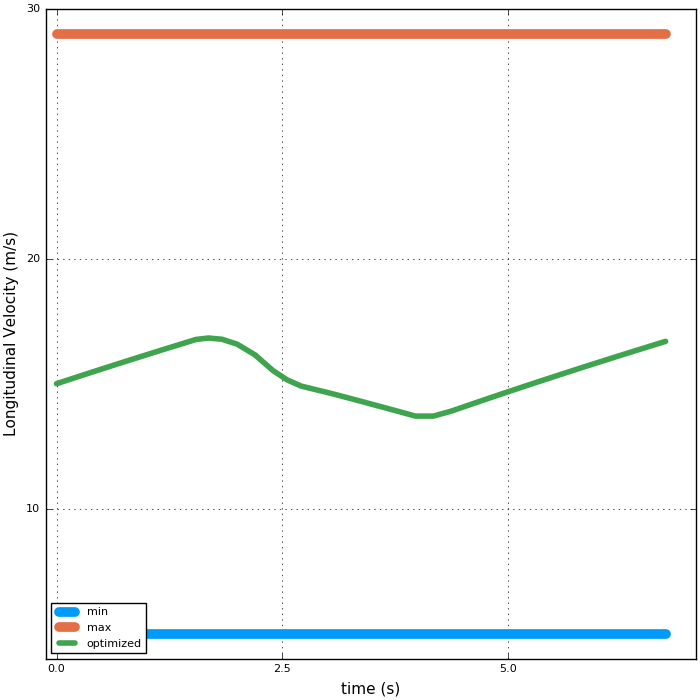 30
20
10
Longitudinal Velocity (m/s)
min
max
optimized
0.0 2.5 5.0
time (s)